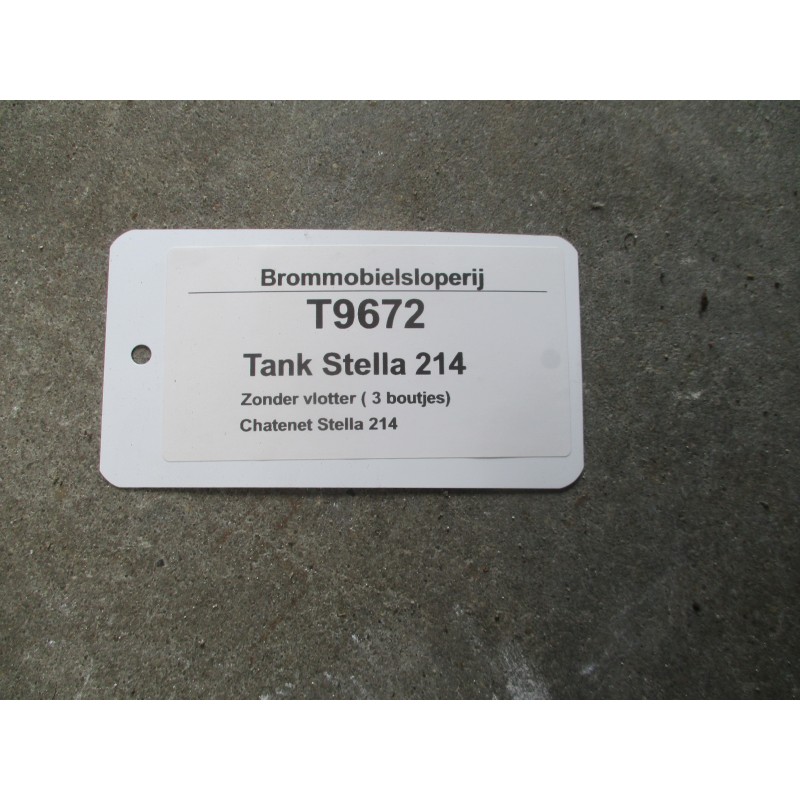 Brommobielsloperij
T9672
Tank Stella 214
Zonder vlotter ( 3 boutjes)
Chatenet Stella 214